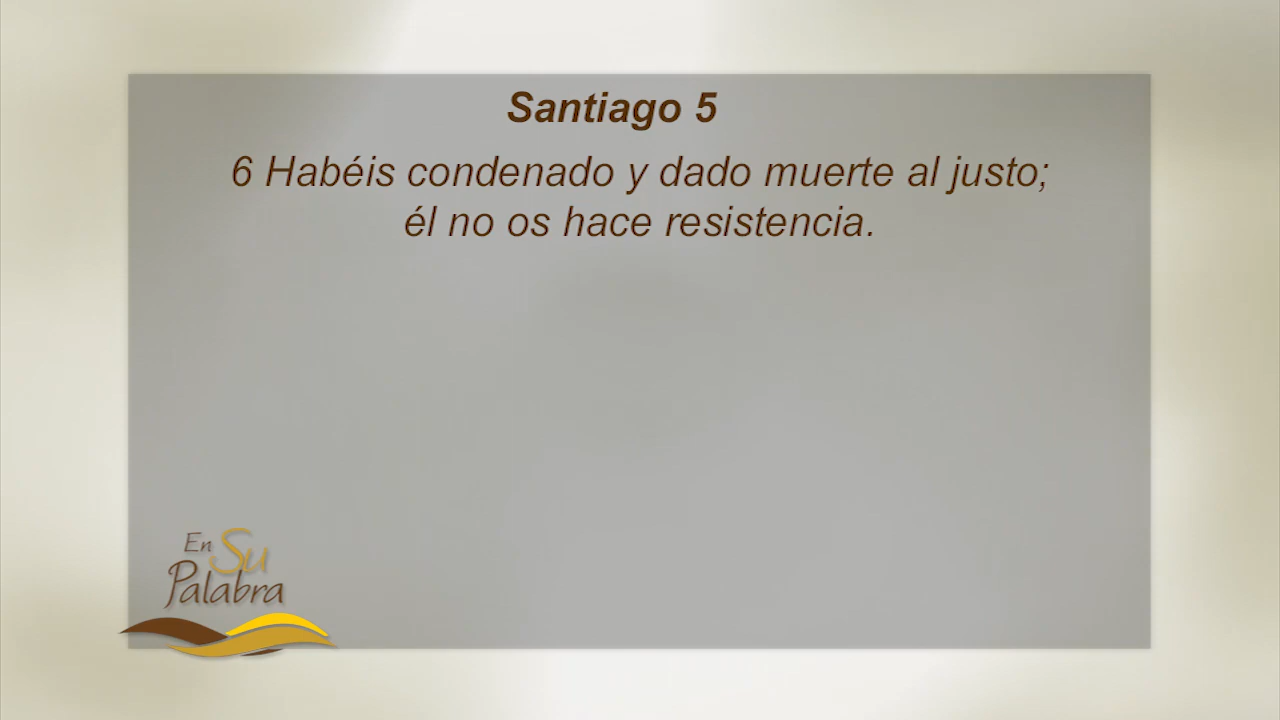 Santiago 5
6 Habéis condenado y dado muerte al justo;
él no os hace resistencia.
En Su
Palabra